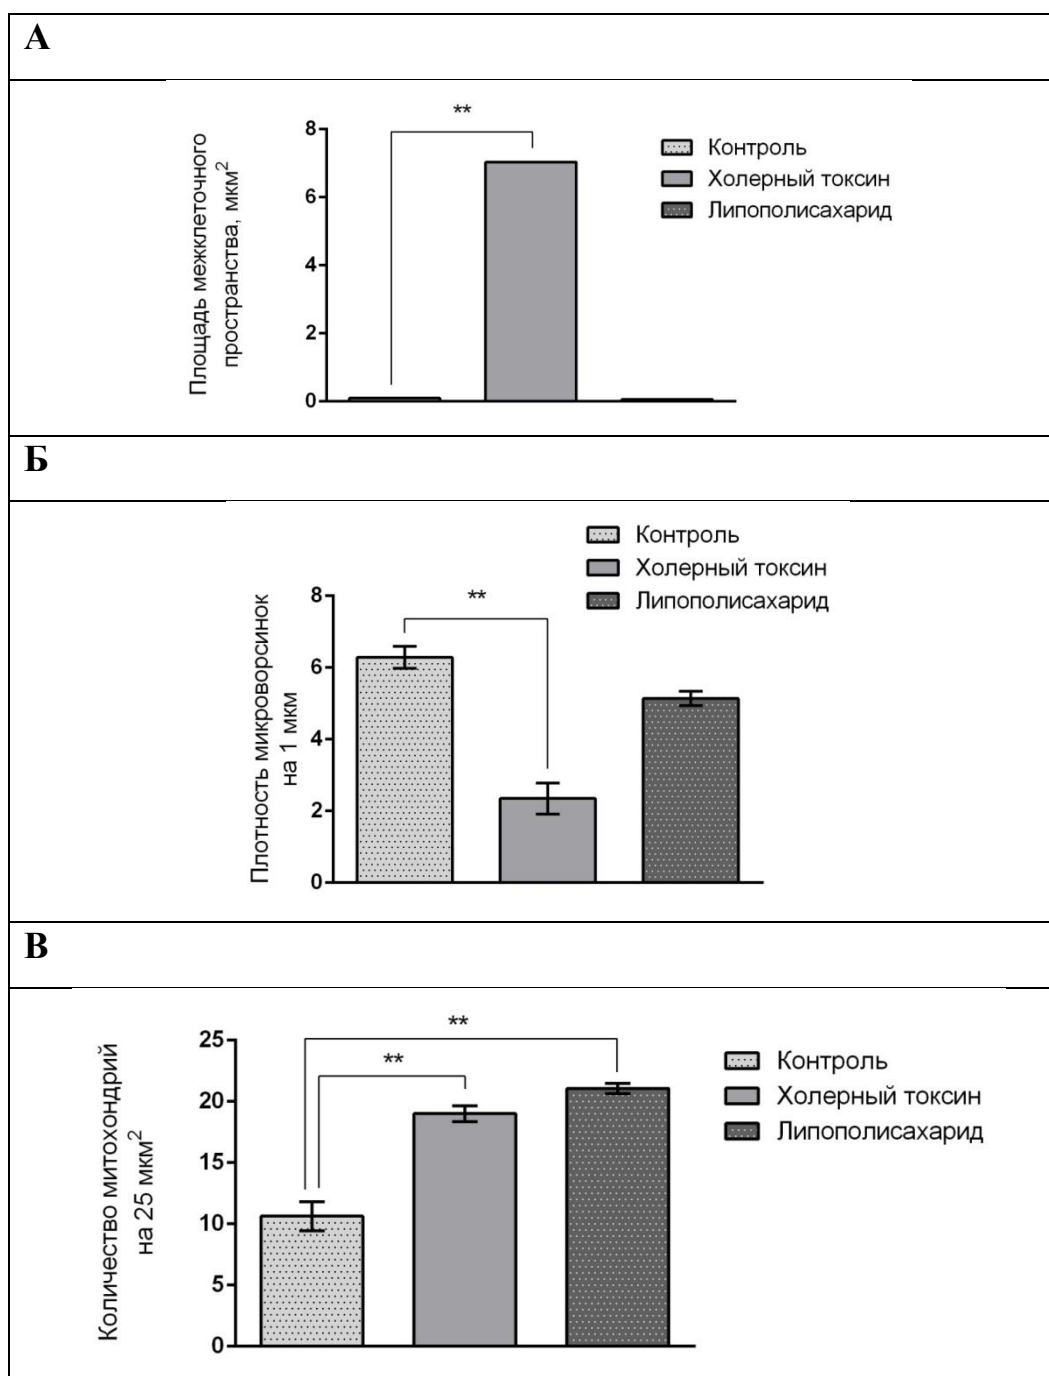 А
**
Площадь межклеточного
пространства, мкм2
8
6
4
2
0
Контроль
Холерный токсин
Липополисахарид
Б
Контроль
Холерный токсин
Липополисахарид
**
Плотность микроворсинок
на 1 мкм
8
6
4
2
0
В
**
**
Количество митохондрий
на 25 мкм2
25
20
15
10
5
0
Контроль
Холерный токсин
Липополисахарид